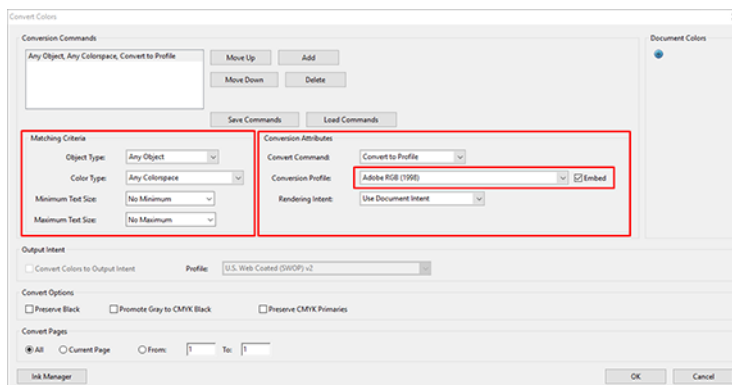 Convert Colors
Conversion Commands
Document Colors
Any Object, Any Colorspace, Convert to Profile
Move Up
Add
Move Down
Delete
Save Commands
Load Commands
Matching Criteria
Conversion Attributes
Object Type: Any Object
Convert Command: Convert to Profile
Color Type: Any Colorspace
Conversion Profile: Adobe RGB (1998) Embed
Minimum Text Size: No Minimum
Rendering Intent: Use Document Intent
Maximum Text Size: No Maximum
Output Intent
Convert Colors to Output Intent Profile: U.S. Web Coated (SWOP) v2
Convert Options
Preserve Black Promote Gray to CMYK Black Preserve CMYK Primaries
Convert Pages
All Current Page From: 1 To: 1
Ink Manager
OK
Cancel